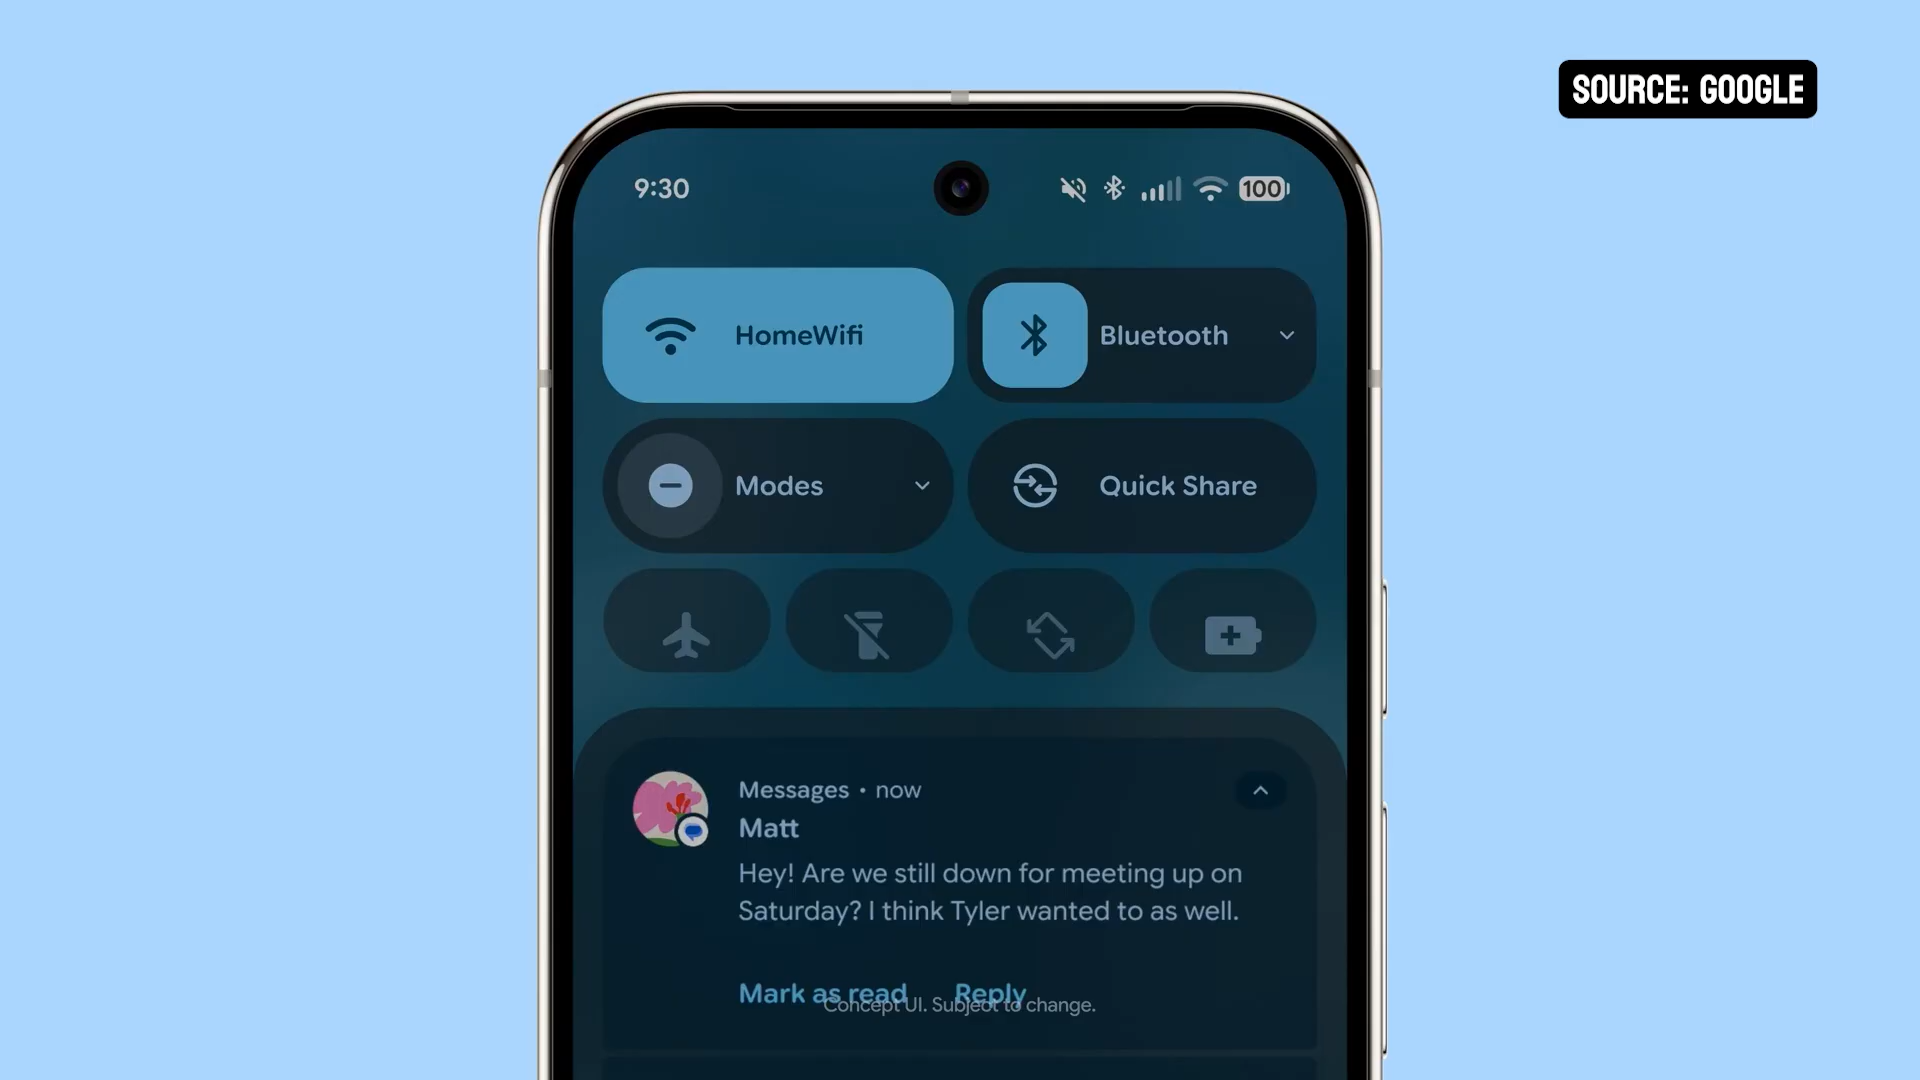 SOURCE: GOOGLE
9:30
100
HomeWifi
Bluetooth
Modes
Quick Share
Messages • now
Matt
Hey! Are we still down for meeting up on
Saturday? I think Tyler wanted to as well.
Mark as read Reply
Concept UI. Subject to change.